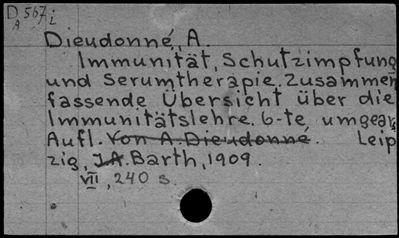 D 567i
A
Dieudonné, A.
Immunität, Schutzimpfung
und Serumtherapie. Zusammen
fassende Übersicht über die
Immunitätslehre. 6-te, umgear,
Aufl. Von A. Dieudonné. Leip
zig, J.A. Barth, 1909.
VII, 240 s.